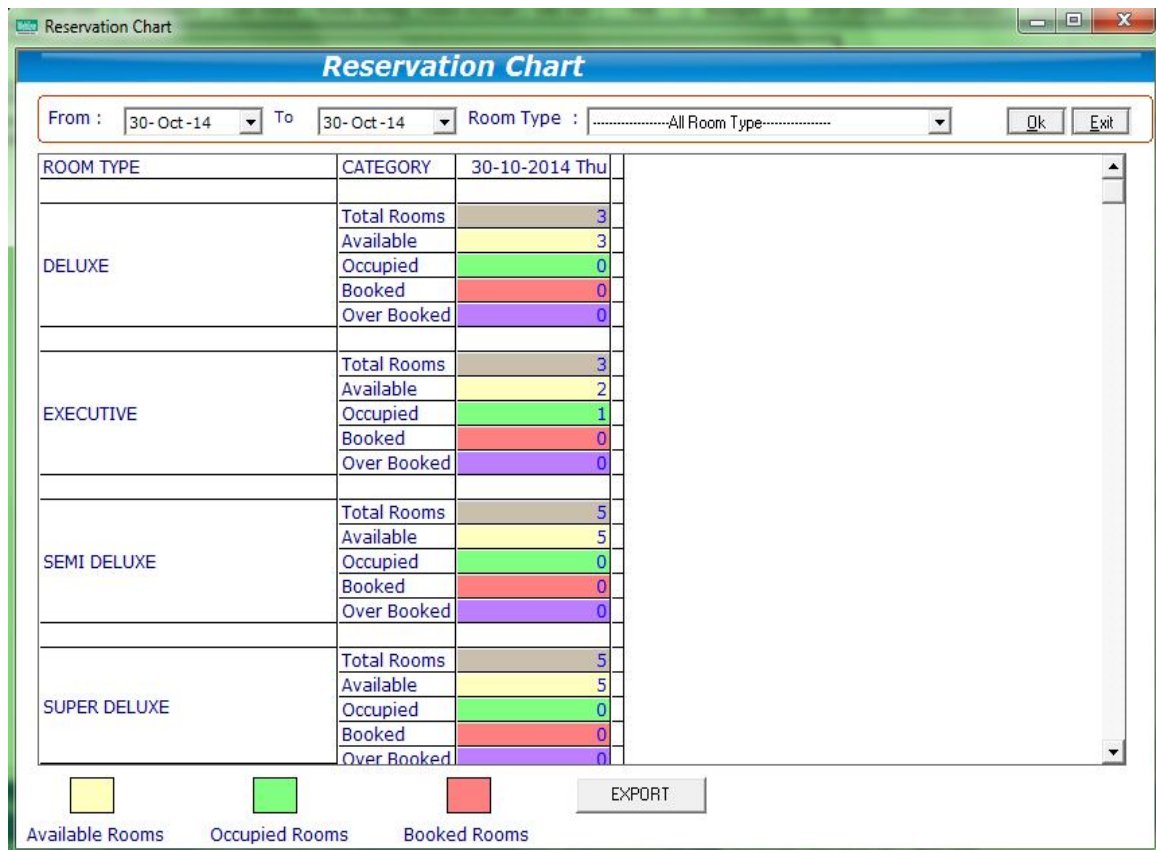 Reservation Chart
Reservation Chart
From : 30-Oct-14 To 30-Oct-14 Room Type : -----------------All Room Type---------------- Ok Exit
ROOM TYPE CATEGORY 30-10-2014 Thu
Total Rooms 3
Available 3
DELUXE Occupied 0
Booked 0
Over Booked 0
Total Rooms 3
Available 2
EXECUTIVE Occupied 1
Booked 0
Over Booked 0
Total Rooms 5
Available 5
SEMI DELUXE Occupied 0
Booked 0
Over Booked 0
Total Rooms 5
Available 5
SUPER DELUXE Occupied 0
Booked 0
Over Booked 0
EXPORT
Available Rooms Occupied Rooms Booked Rooms